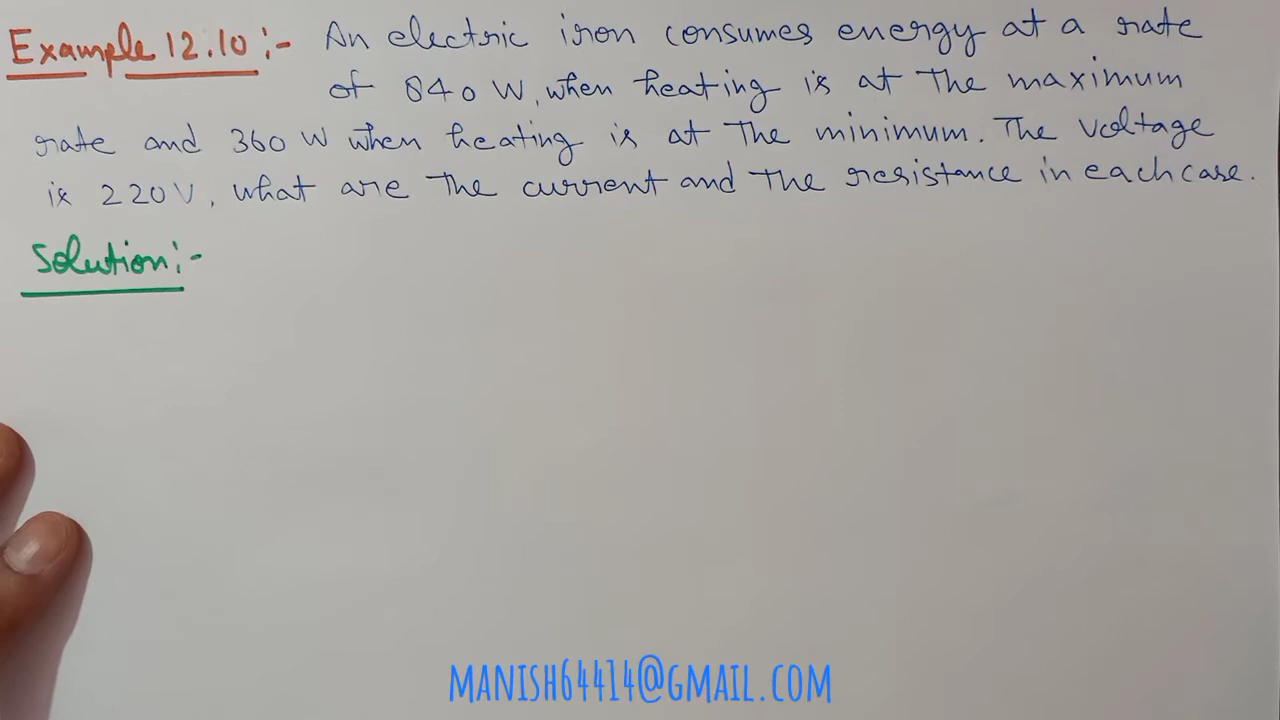 Example 12.10:- An electric iron consumes energy at a rate
of 840 W, when heating is at the maximum
rate and 360 W when heating is at the minimum. The voltage
is 220V, what are the current and the resistance in each case.
Solution:-
MANISH64414@GMAIL.COM